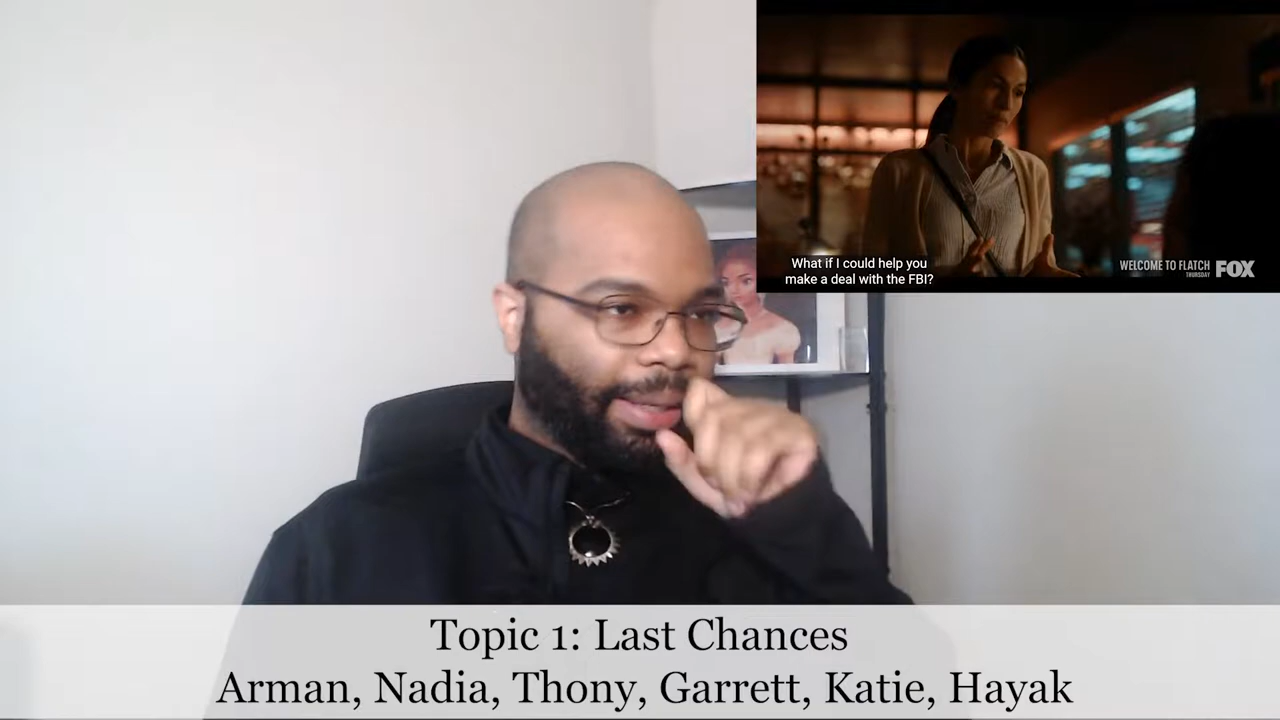 What if I could help you
make a deal with the FBI?
WELCOME TO FLATCH
THURSDAY
FOX
Topic 1: Last Chances
Arman, Nadia, Thony, Garrett, Katie, Hayak